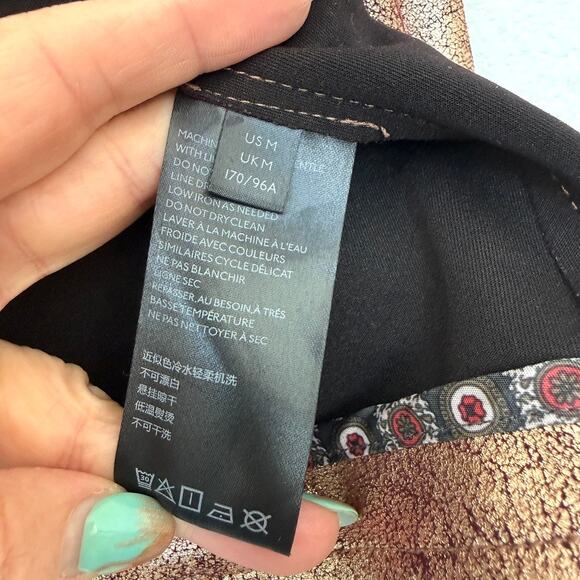 US M
UK M
170/96A
MACHIN
WITH LI
DO NO
LINE DR
LOW IRON AS NEEDED
DO NOT DRY CLEAN
LAVER À LA MACHINE À L'EAU
FROIDE AVEC COULEURS
SIMILAIRES CYCLE DÉLICAT
NE PAS BLANCHIR
LIGNE SEC
REPASSER, AU BESOIN, À TRÈS
BASSE TEMPÉRATURE
NE PAS NETTOYER À SEC
近似色冷水轻柔机洗
不可漂白
悬挂晾干
低温熨烫
不可干洗
30